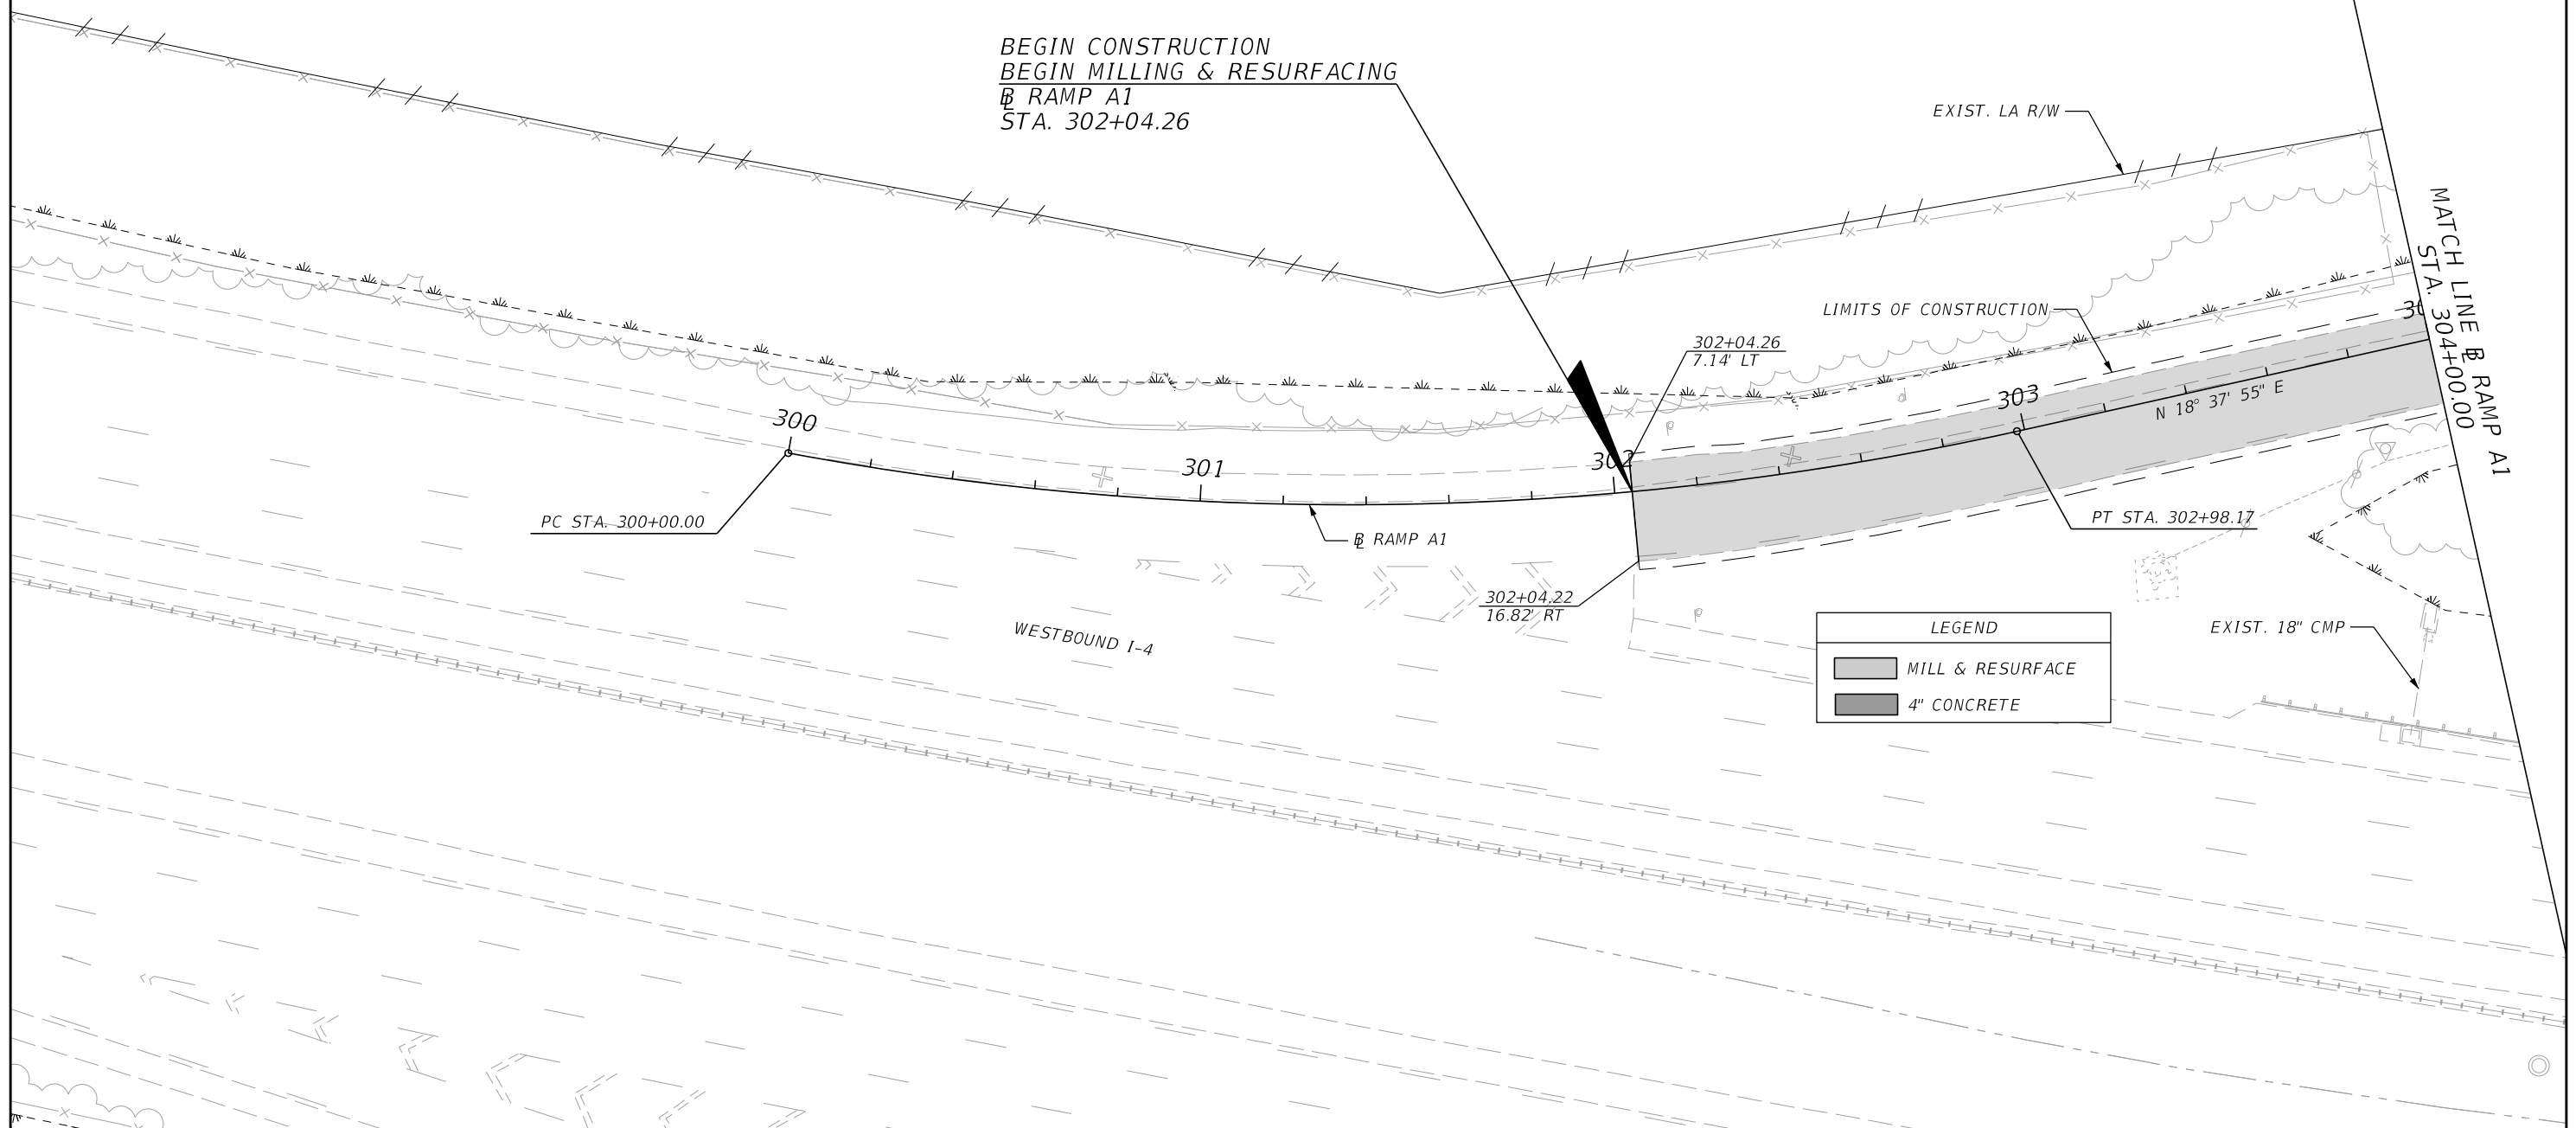 BEGIN CONSTRUCTION
BEGIN MILLING & RESURFACING
℄ RAMP A1
STA. 302+04.26
EXIST. LA R/W
MATCH LINE ℄ RAMP A1
STA. 304+00.00
LIMITS OF CONSTRUCTION
30
302+04.26
7.14' LT
303
N 18° 37' 55" E
300
301
302
PC STA. 300+00.00
℄ RAMP A1
PT STA. 302+98.17
302+04.22
16.82' RT
WESTBOUND I-4
LEGEND
MILL & RESURFACE
4" CONCRETE
EXIST. 18" CMP